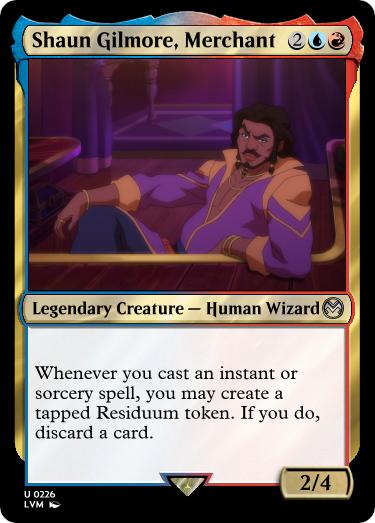 Shaun Gilmore, Merchant 2
Legendary Creature — Human Wizard
Whenever you cast an instant or
sorcery spell, you may create a
tapped Residuum token. If you do,
discard a card.
2/4
U 0226
LVM